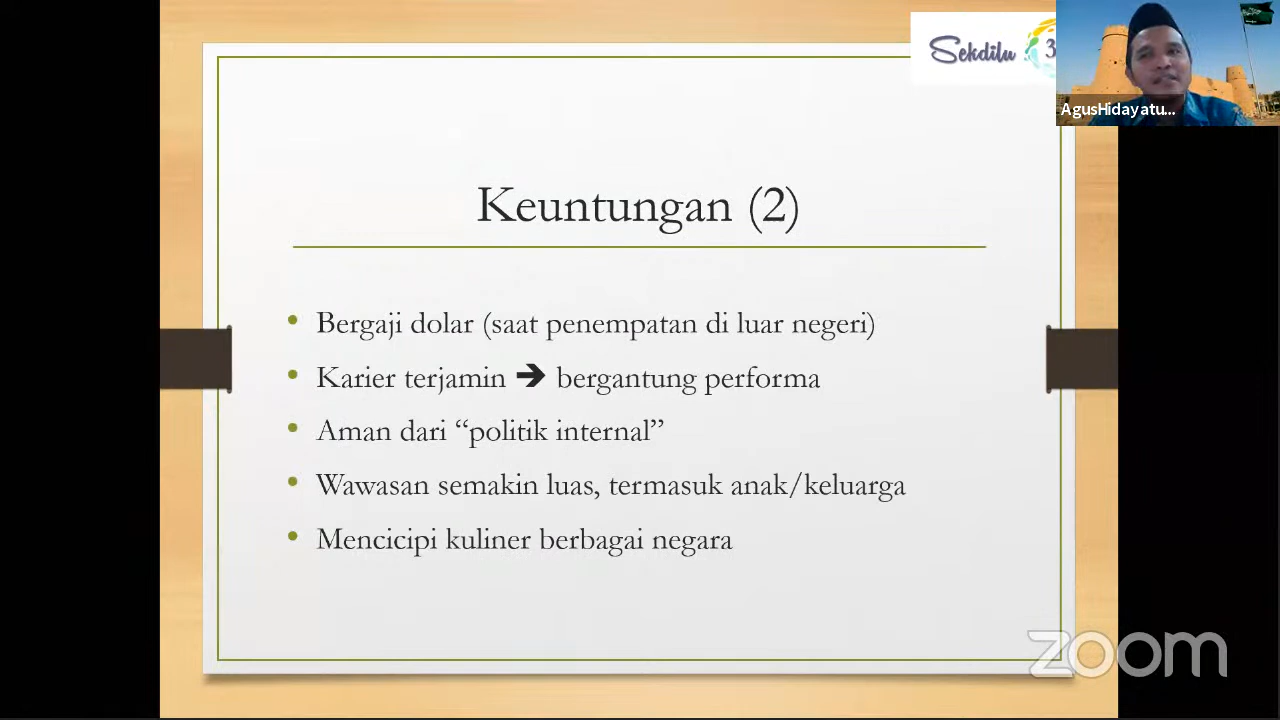 Sekdilu 3
AgusHidayatu...
Keuntungan (2)
• Bergaji dolar (saat penempatan di luar negeri)
• Karier terjamin ➔ bergantung performa
• Aman dari “politik internal”
• Wawasan semakin luas, termasuk anak/keluarga
• Mencicipi kuliner berbagai negara
zoom